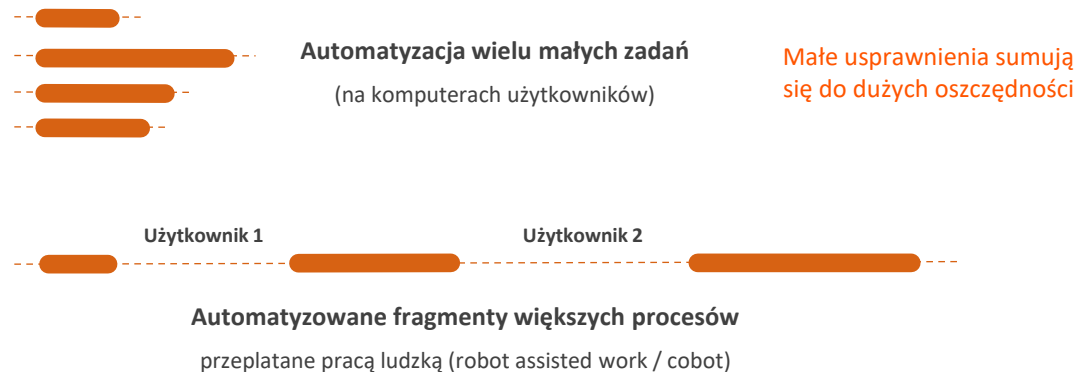 Automatyzacja wielu małych zadań
(na komputerach użytkowników)
Małe usprawnienia sumują
się do dużych oszczędności
Użytkownik 1
Użytkownik 2
Automatyzowane fragmenty większych procesów
przeplatane pracą ludzką (robot assisted work / cobot)